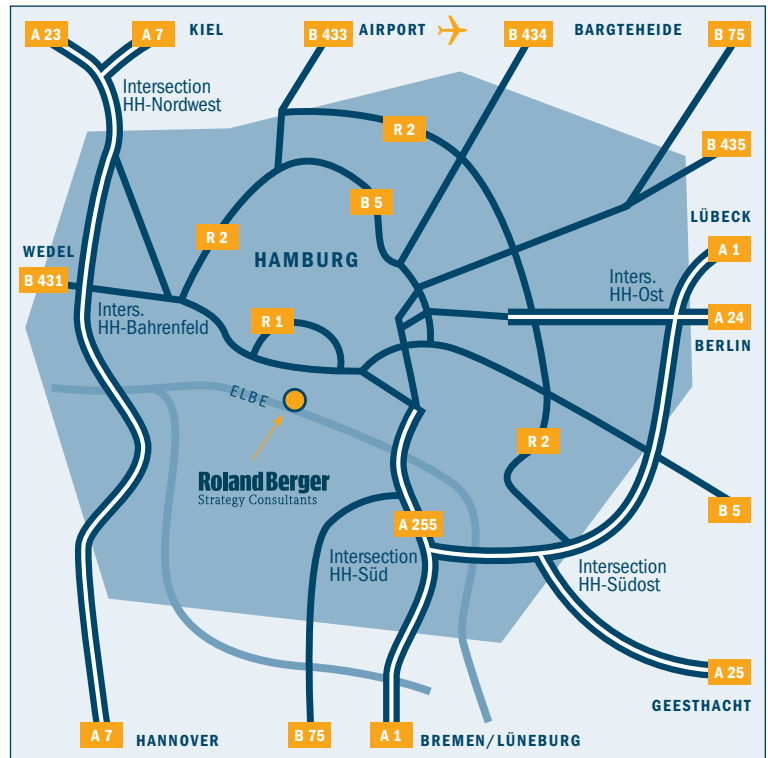 A 23
A 7
KIEL
B 433
AIRPORT
B 434
BARGTEHEIDE
B 75
Intersection
HH-Nordwest
R 2
B 435
B 5
LÜBECK
R 2
WEDEL
HAMBURG
A 1
B 431
Inters.
HH-Ost
Inters.
HH-Bahrenfeld
R 1
A 24
BERLIN
ELBE
R 2
Roland Berger
Strategy Consultants
B 5
A 255
Intersection
HH-Süd
Intersection
HH-Südost
A 25
GEESTHACHT
A 7
HANNOVER
B 75
A 1
BREMEN/LÜNEBURG